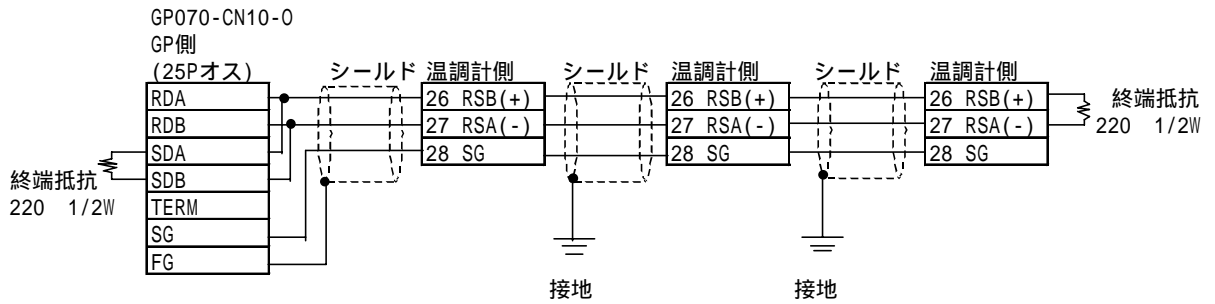 GP070-CN10-O
GP側
(25Pオス)
シールド 温調計側 シールド 温調計側 シールド 温調計側
RDA
RDB
SDA
SDB
TERM
SG
FG
終端抵抗
220 1/2W
26 RSB(+)
27 RSA(-)
28 SG
26 RSB(+)
27 RSA(-)
28 SG
26 RSB(+)
27 RSA(-)
28 SG
終端抵抗
220 1/2W
接地
接地